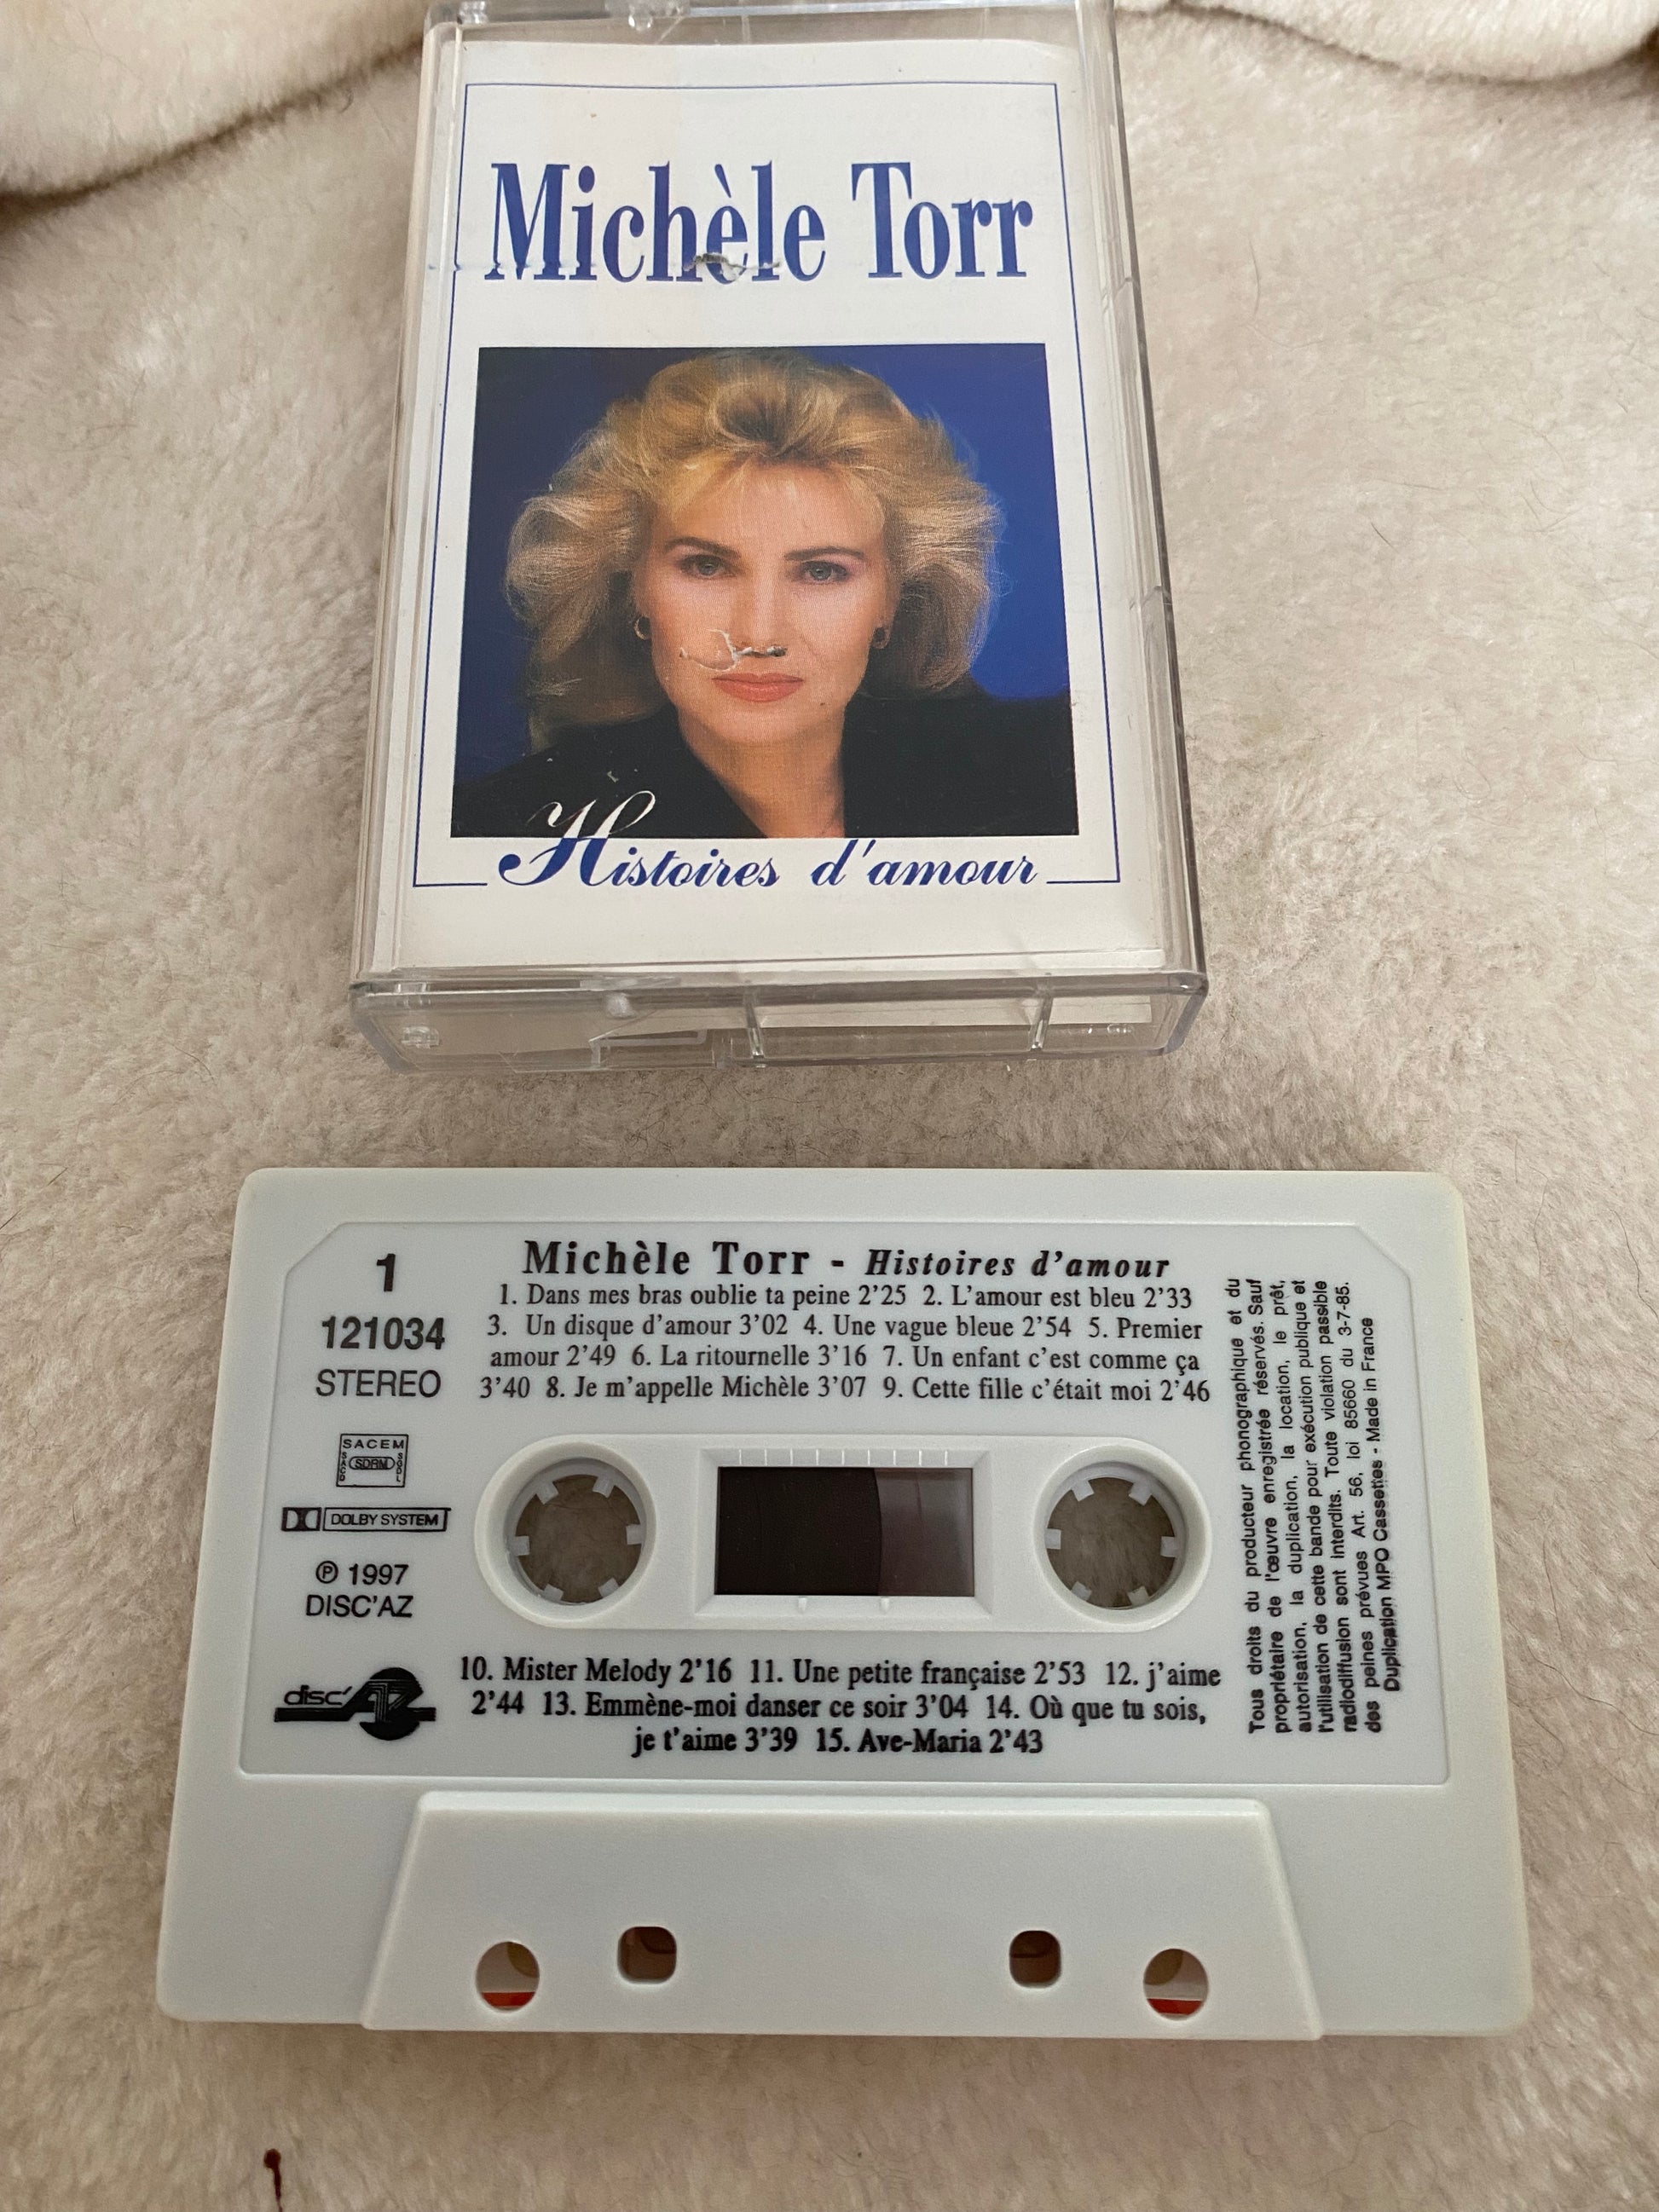 Michèle Torr
Histoires d'amour
1
121034
STEREO
SACEM
SACD
SDRM
SGDL
DOLBY SYSTEM
℗ 1997
DISC'AZ
disc'AZ
Michèle Torr - Histoires d'amour
1. Dans mes bras oublie ta peine 2'25 2. L'amour est bleu 2'33
3. Un disque d'amour 3'02 4. Une vague bleue 2'54 5. Premier
amour 2'49 6. La ritournelle 3'16 7. Un enfant c'est comme ça
3'40 8. Je m'appelle Michèle 3'07 9. Cette fille c'était moi 2'46
10. Mister Melody 2'16 11. Une petite française 2'53 12. j'aime
2'44 13. Emmène-moi danser ce soir 3'04 14. Où que tu sois,
je t'aime 3'39 15. Ave-Maria 2'43
Tous droits du producteur phonographique et du
propriétaire de l'œuvre enregistrée réservés. Sauf
autorisation, la duplication, la location, le prêt,
l'utilisation de cette bande pour exécution publique et
radiodiffusion sont interdits. Toute violation passible
des peines prévues Art. 56, loi 85660 du 3-7-85.
Duplication MPO Cassettes - Made in France